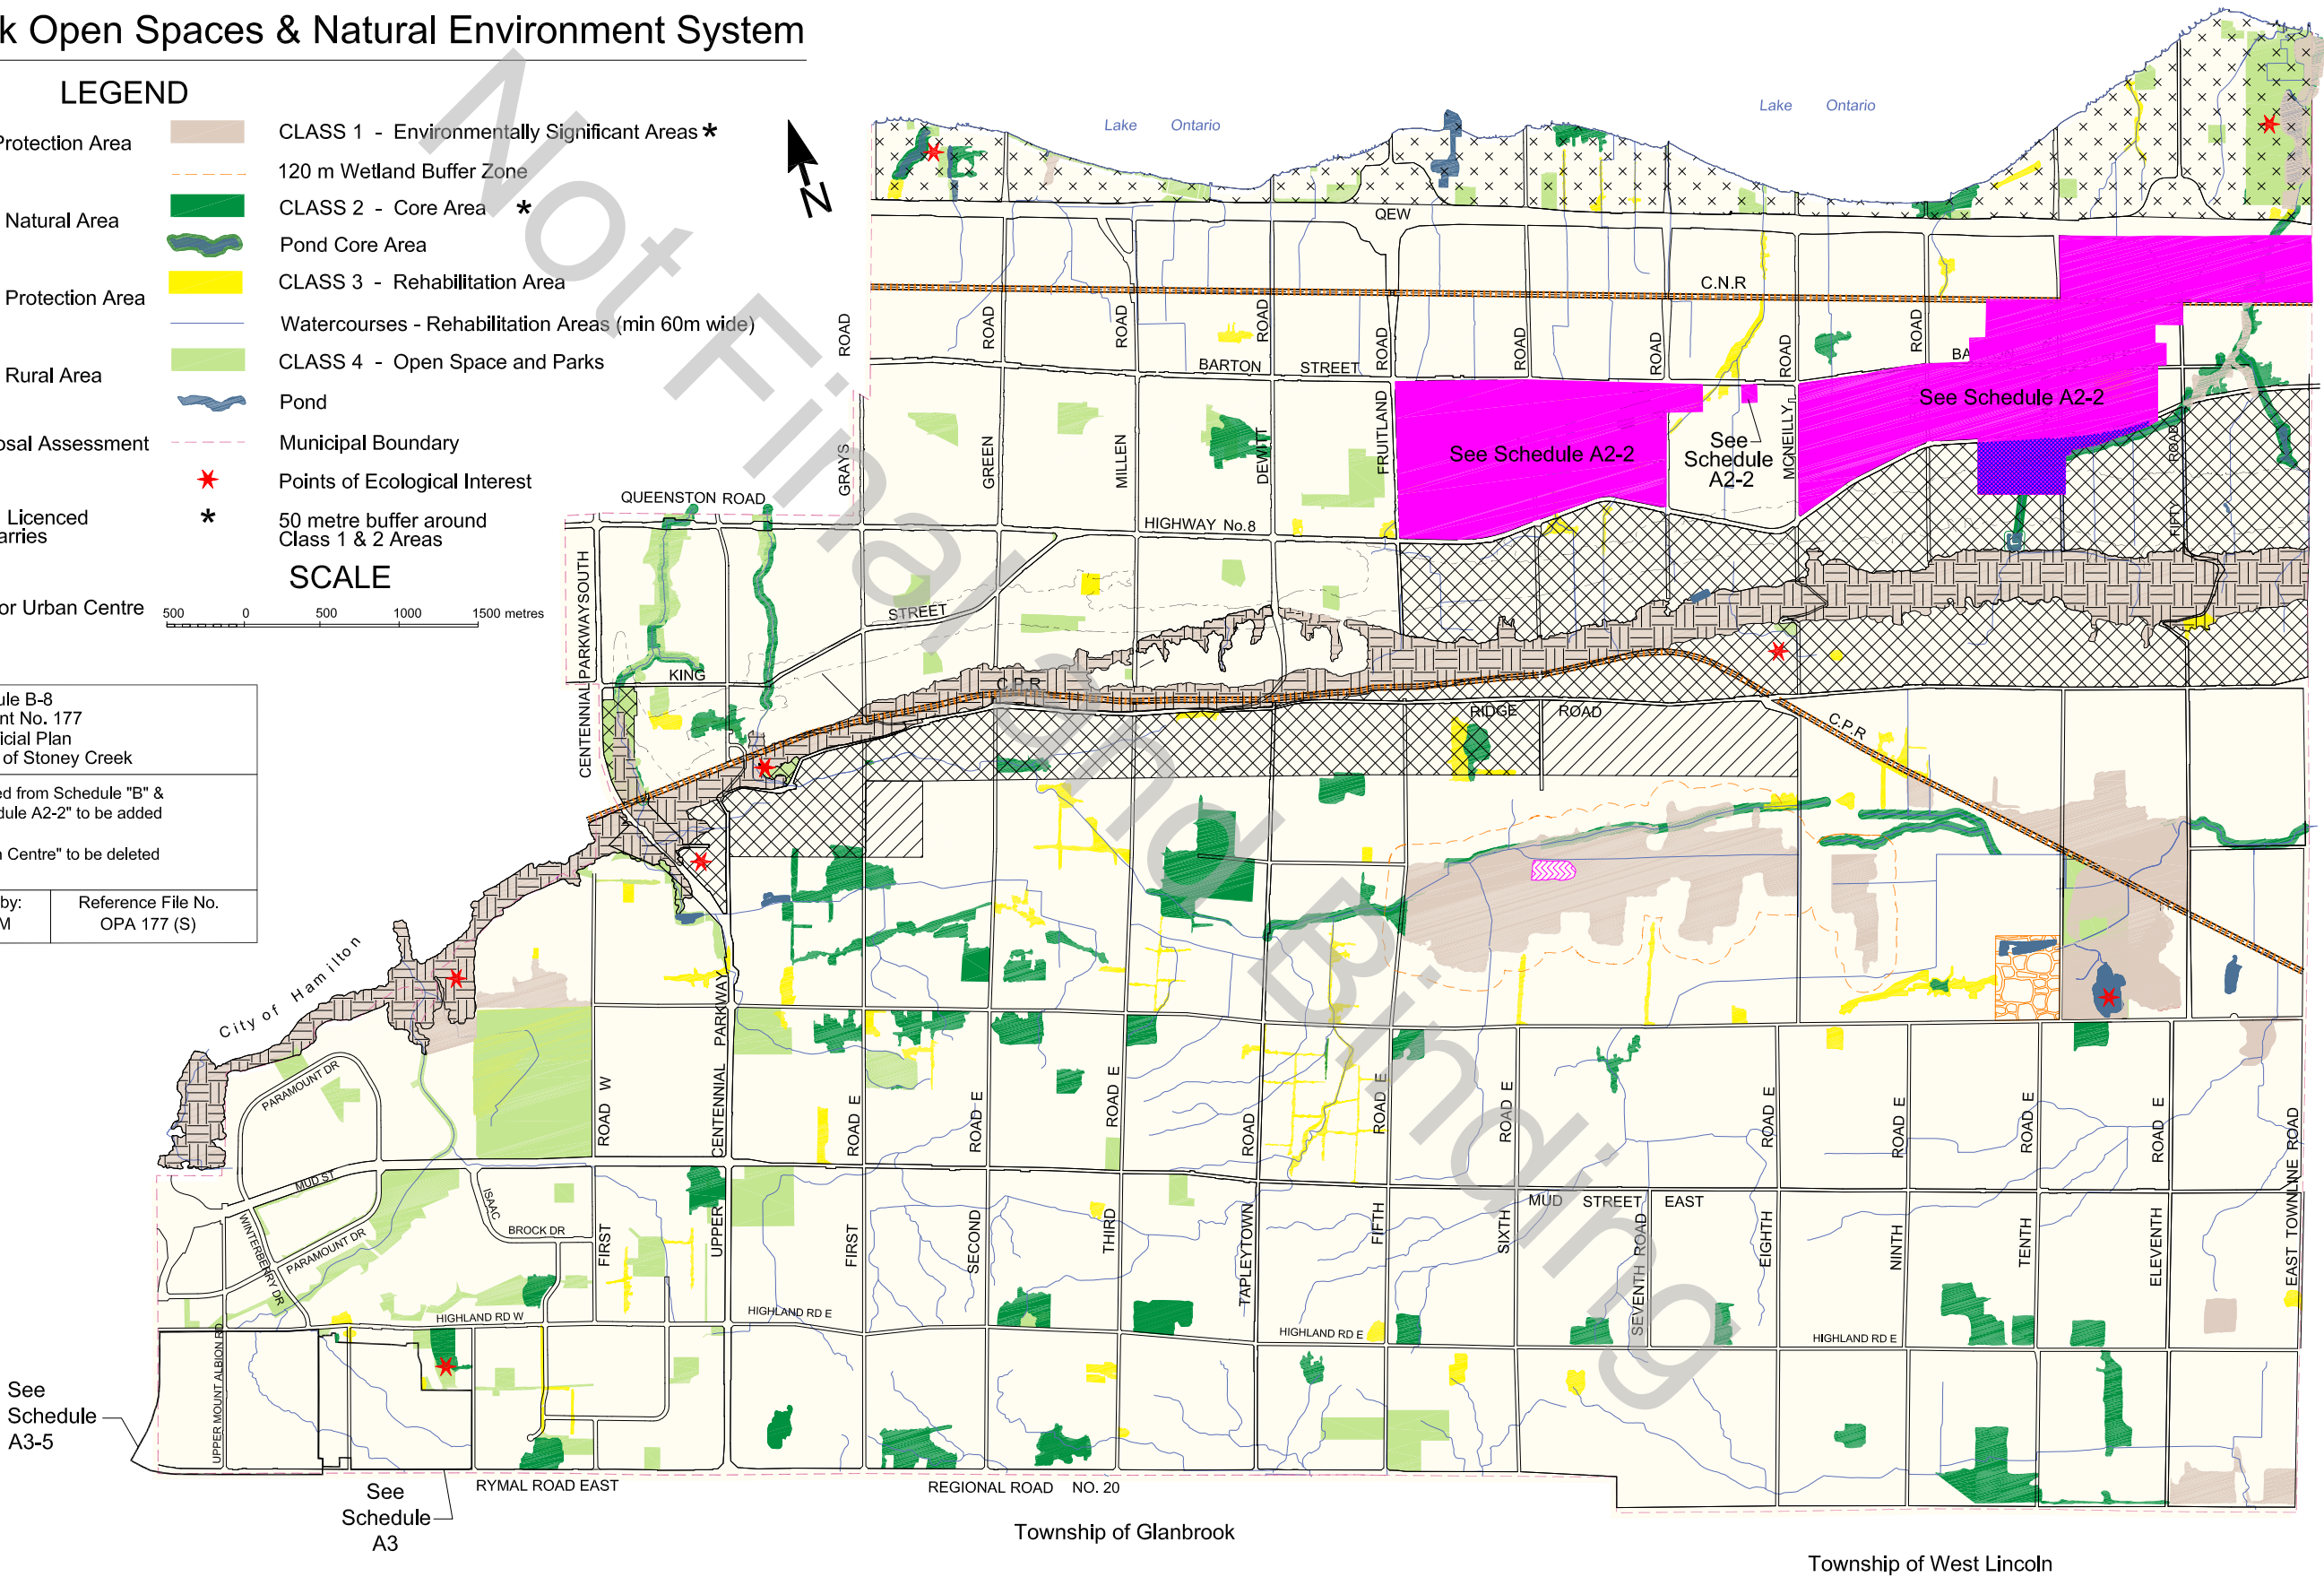 k Open Spaces & Natural Environment System
LEGEND
Protection Area
CLASS 1 - Environmentally Significant Areas *
120 m Wetland Buffer Zone
Natural Area
CLASS 2 - Core Area *
Pond Core Area
Protection Area
CLASS 3 - Rehabilitation Area
Watercourses - Rehabilitation Areas (min 60m wide)
Rural Area
CLASS 4 - Open Space and Parks
Pond
osal Assessment
Municipal Boundary
Points of Ecological Interest
Licenced
arries
* 50 metre buffer around
Class 1 & 2 Areas
SCALE
or Urban Centre
500 0 500 1000 1500 metres
ule B-8
nt No. 177
icial Plan
of Stoney Creek
ed from Schedule "B" &
dule A2-2" to be added
n Centre" to be deleted
by:
M
Reference File No.
OPA 177 (S)
N
Not Final and Binding
Lake Ontario
Lake Ontario
QEW
C.N.R
ROAD
ROAD
ROAD
ROAD
ROAD
ROAD
ROAD
ROAD
ROAD
BARTON STREET
BA
GRAYS
GREEN
MILLEN
DEWITT
FRUITLAND
MCNEILLY
FIFTY ROAD
See Schedule A2-2
See
Schedule
A2-2
See Schedule A2-2
QUEENSTON ROAD
HIGHWAY No.8
CENTENNIAL PARKWAY SOUTH
KING
STREET
C.P.R
RIDGE ROAD
C.P.R
City of Hamilton
PARAMOUNT DR
MUD ST
WINTERBERRY DR
PARAMOUNT DR
ISAAC
BROCK DR
FIRST
ROAD W
UPPER
CENTENNIAL PARKWAY
FIRST
ROAD E
SECOND
ROAD E
THIRD
ROAD E
TAPLEYTOWN
ROAD
FIFTH
ROAD E
SIXTH
ROAD E
MUD STREET EAST
SEVENTH ROAD
EIGHTH
ROAD E
NINTH
ROAD E
TENTH
ROAD E
ELEVENTH
ROAD E
EAST TOWNLINE ROAD
HIGHLAND RD W
HIGHLAND RD E
HIGHLAND RD E
HIGHLAND RD E
UPPER MOUNT ALBION RD
See
Schedule
A3-5
See
Schedule
A3
RYMAL ROAD EAST
REGIONAL ROAD NO. 20
Township of Glanbrook
Township of West Lincoln